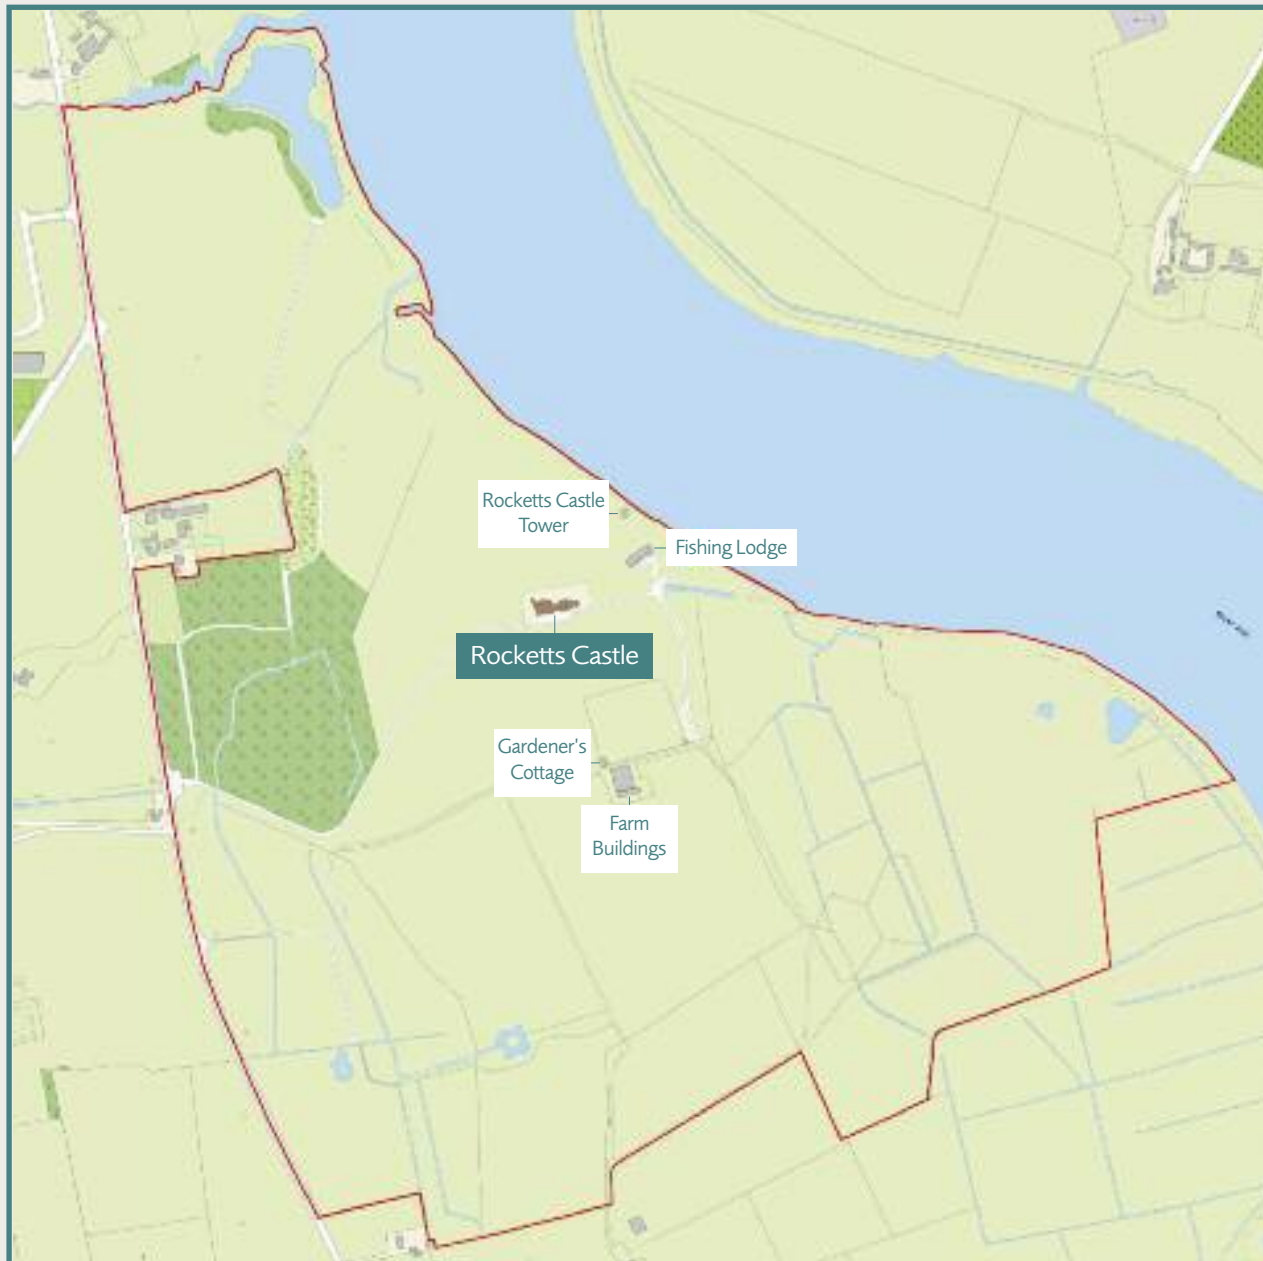 Rocketts Castle
Tower
Fishing Lodge
Rocketts Castle
Gardener's
Cottage
Farm
Buildings